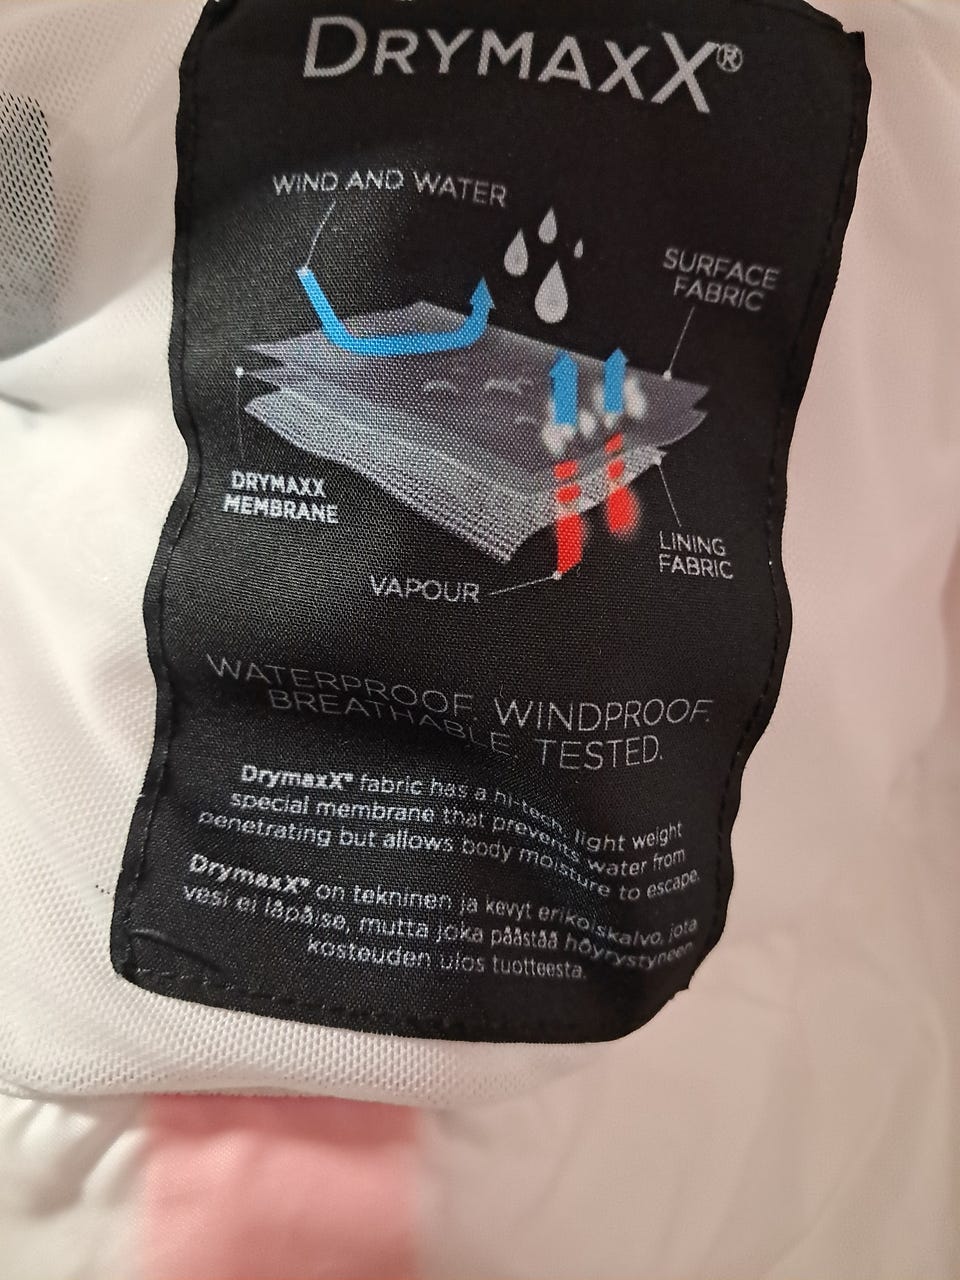 DRYMAXX®
WIND AND WATER
SURFACE
FABRIC
DRYMAXX
MEMBRANE
LINING
FABRIC
VAPOUR
WATERPROOF. WINDPROOF.
BREATHABLE. TESTED.
DrymaxX® fabric has a hi-tech, light weight
special membrane that prevents water from
penetrating but allows body moisture to escape.
DrymaxX® on tekninen ja kevyt erikoiskalvo, jota
vesi ei läpäise, mutta joka päästää höyrystyneen
kosteuden ulos tuotteesta.